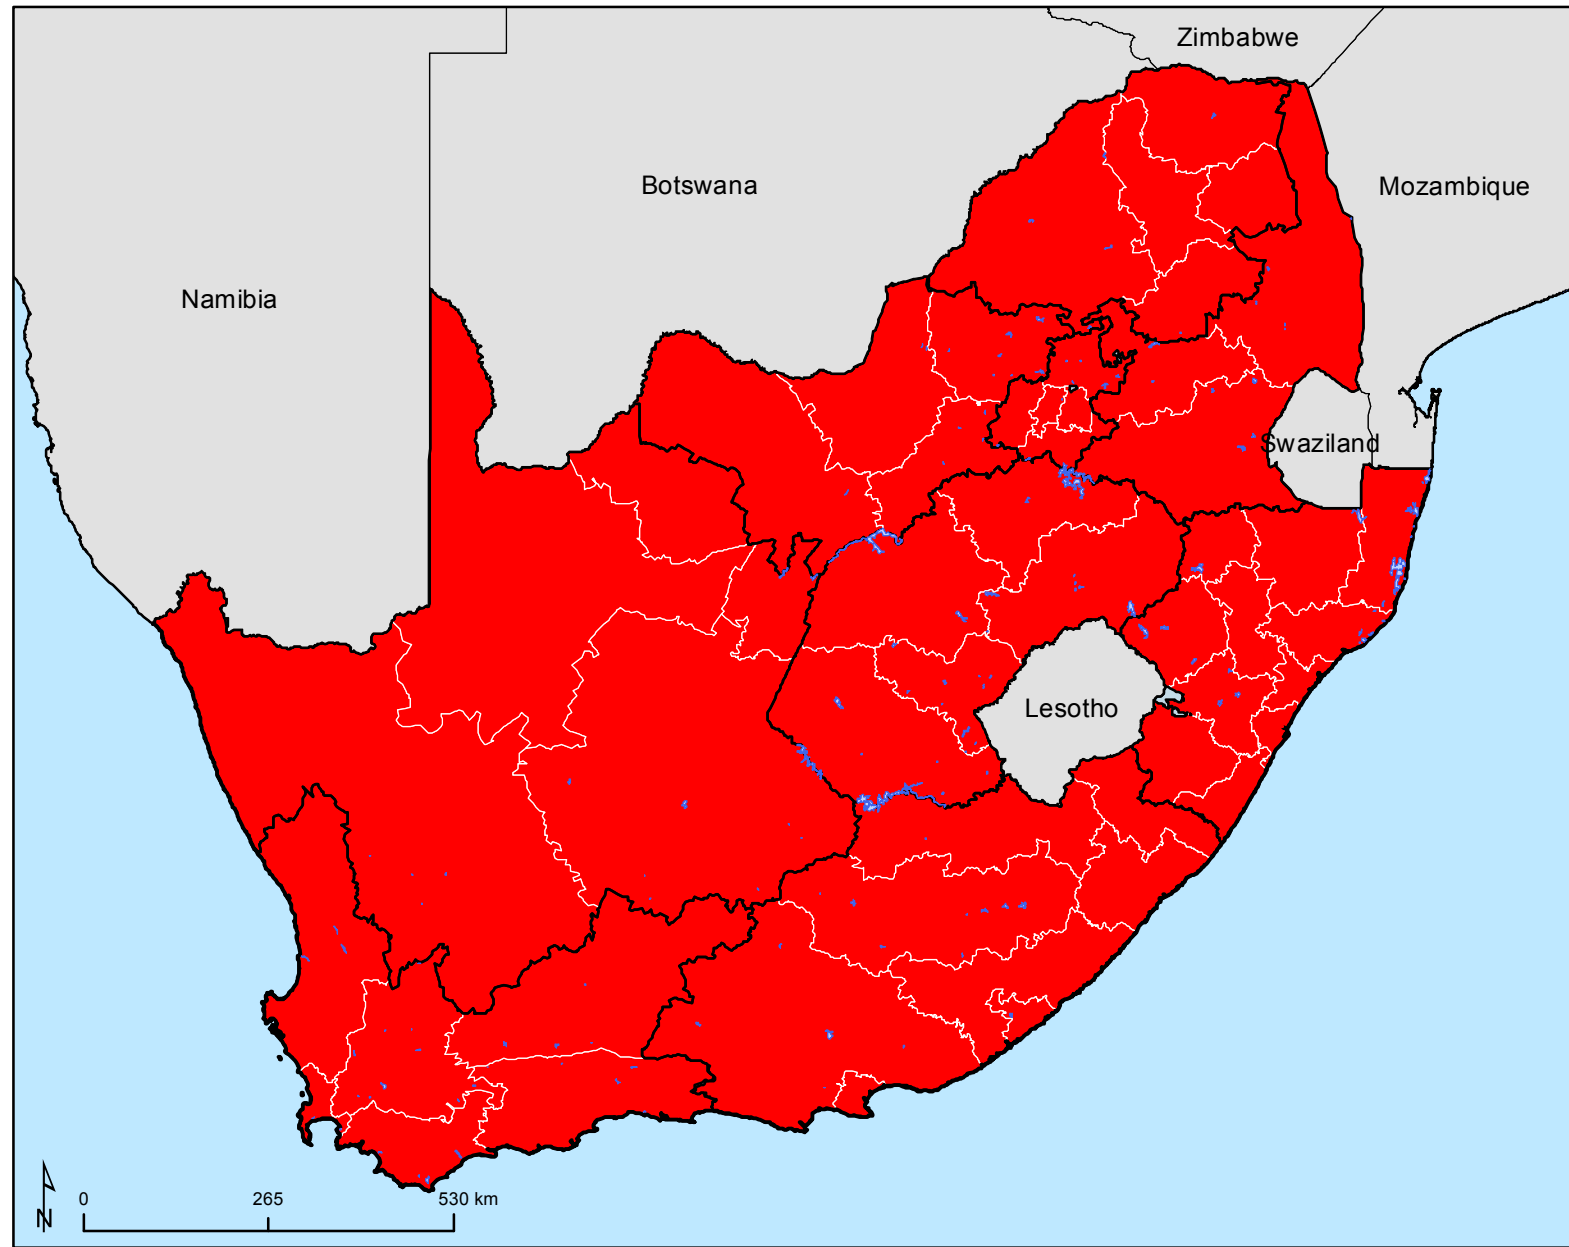 Zimbabwe
Botswana
Mozambique
Namibia
Swaziland
Lesotho
N
0 265 530 km